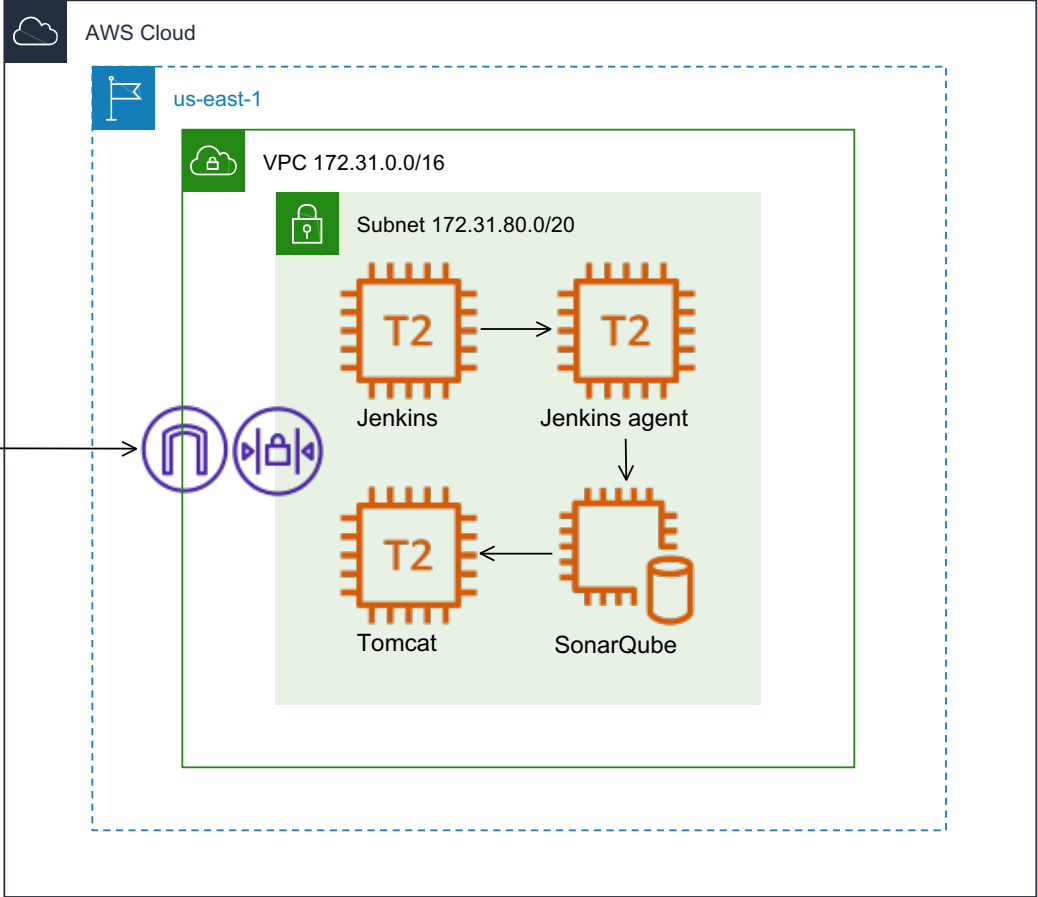 AWS Cloud
us-east-1
VPC 172.31.0.0/16
Subnet 172.31.80.0/20
T2
T2
Jenkins
Jenkins agent
T2
Tomcat
SonarQube